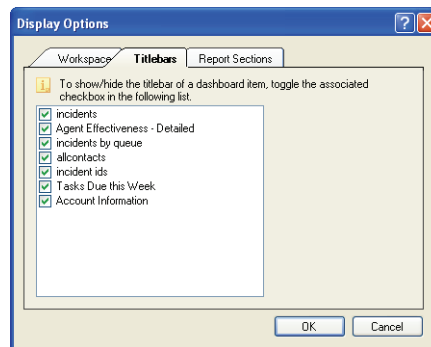 Display Options
Workspace Titlebars Report Sections
To show/hide the titlebar of a dashboard item, toggle the associated
checkbox in the following list.
incidents
Agent Effectiveness - Detailed
incidents by queue
allcontacts
incident ids
Tasks Due this Week
Account Information
OK Cancel